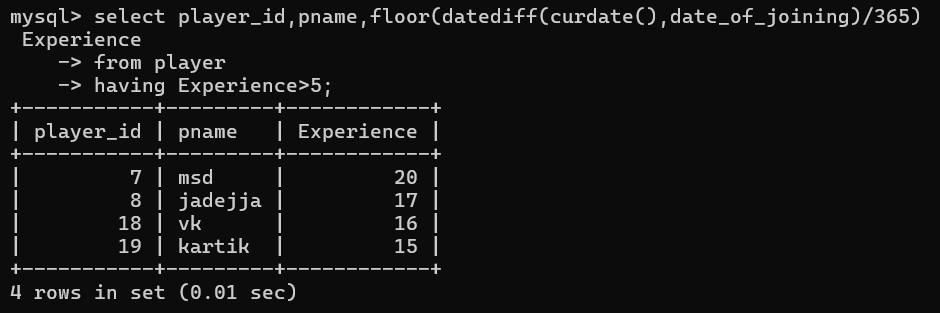 mysql> select player_id,pname,floor(datediff(curdate(),date_of_joining)/365)
 Experience
    -> from player
    -> having Experience>5;
+-----------+---------+------------+
| player_id | pname   | Experience |
+-----------+---------+------------+
|         7 | msd     |         20 |
|         8 | jadejja |         17 |
|        18 | vk      |         16 |
|        19 | kartik  |         15 |
+-----------+---------+------------+
4 rows in set (0.01 sec)